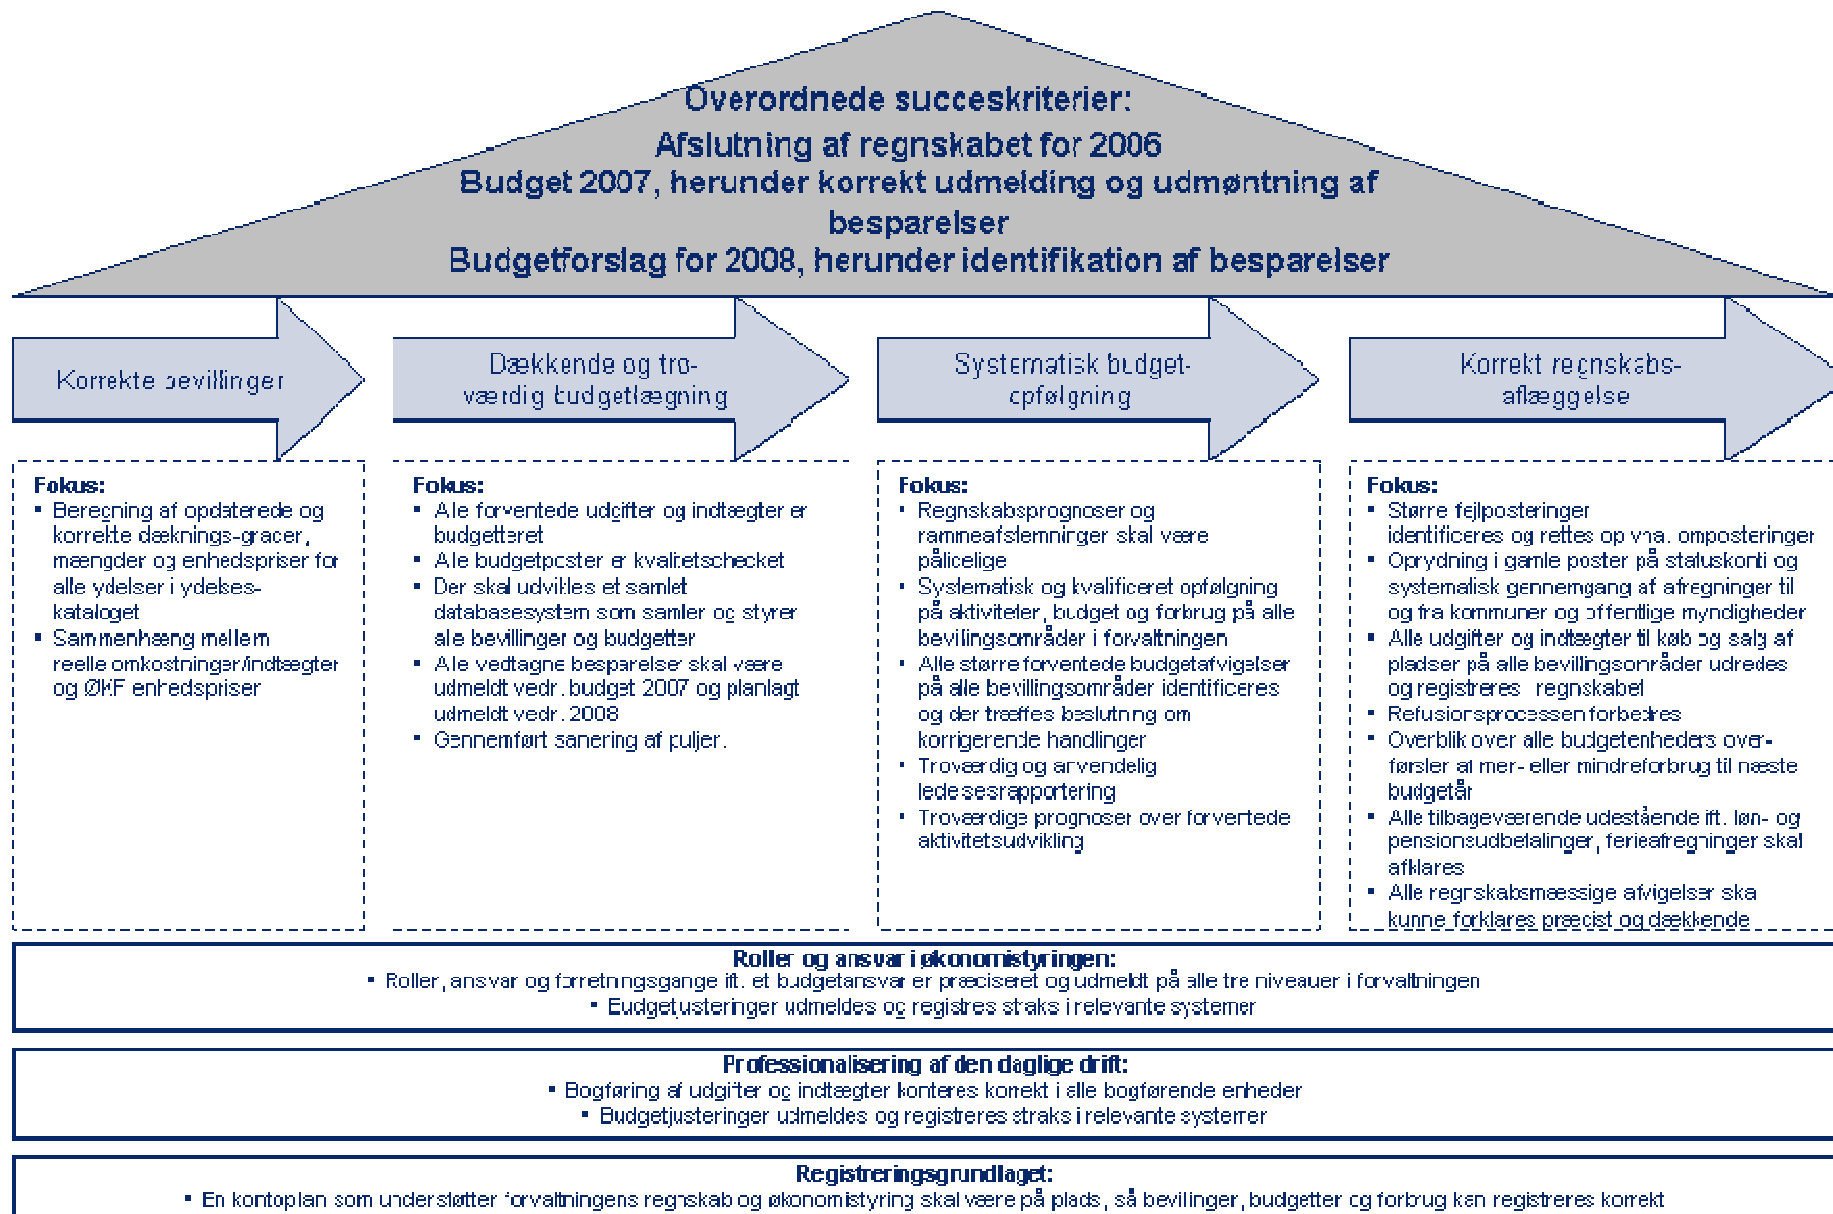 Overordnede succeskriterier:
Afslutning af regnskabet for 2006
Budget 2007, herunder korrekt udmelding og udmøntning af
besparelser
Budgetforslag for 2008, herunder identifikation af besparelser
Korrekte bevillinger
Dækkende og tro-
værdig budgetlægning
Systematisk budget-
opfølgning
Korrekt regnskabs-
aflæggelse
Fokus:
▪ Beregning af opdaterede og
korrekte dæknings-grader,
mængder og enhedspriser for
alle ydelser i ydelses-
kataloget
▪ Sammenhæng mellem
reelle omkostninger/indtægter
og ØKF enhedspriser
Fokus:
▪ Alle forventede udgifter og indtægter er
budgetteret
▪ Alle budgetposter er kvalitetschecket
▪ Der skal udvikles et samlet
databasesystem som samler og styrer
alle bevillinger og budgetter
▪ Alle vedtagne besparelser skal være
udmeldt vedr. budget 2007 og planlagt
udmeldt vedr. 2008
▪ Gennemført sanering af puljer.
Fokus:
▪ Regnskabsprognoser og
rammeafstemninger skal være
pålidelige
▪ Systematisk og kvalificeret opfølgning
på aktiviteter, budget og forbrug på alle
bevillingsområder i forvaltningen
▪ Alle større forventede budgetafvigelser
på alle bevillingsområder identificeres
og der træffes beslutning om
korrigerende handlinger
▪ Troværdig og anvendelig
ledelsesrapportering
▪ Troværdige prognoser over forventede
aktivitetsudvikling
Fokus:
▪ Større fejlposteringer
identificeres og rettes op via. omposteringer
▪ Oprydning i gamle poster på statuskonti og
systematisk gennemgang af afregninger til
og fra kommuner og offentlige myndigheder
▪ Alle udgifter og indtægter til køb og salg af
pladser på alle bevillingsområder udredes
og registreres i regnskabet
▪ Refusionsprocessen forbedres
▪ Overblik over alle budgetenheders over-
førsler af mer- eller mindreforbrug til næste
budgetår
▪ Alle tilbageværende udestående ift. løn- og
pensionsudbetalinger, ferieafregninger skal
afklares
▪ Alle regnskabsmæssige afvigelser skal
kunne forklares præcist og dækkende
Roller og ansvar i økonomistyringen:
▪ Roller, ansvar og forretningsgange ift. et budgetansvar er præciseret og udmeldt på alle tre niveauer i forvaltningen
▪ Budgetjusteringer udmeldes og registres straks i relevante systemer
Professionalisering af den daglige drift:
▪ Bogføring af udgifter og indtægter konteres korrekt i alle bogførende enheder
▪ Budgetjusteringer udmeldes og registreres straks i relevante systemer
Registreringsgrundlaget:
▪ En kontoplan som understøtter forvaltningens regnskab og økonomistyring skal være på plads, så bevillinger, budgetter og forbrug kan registreres korrekt